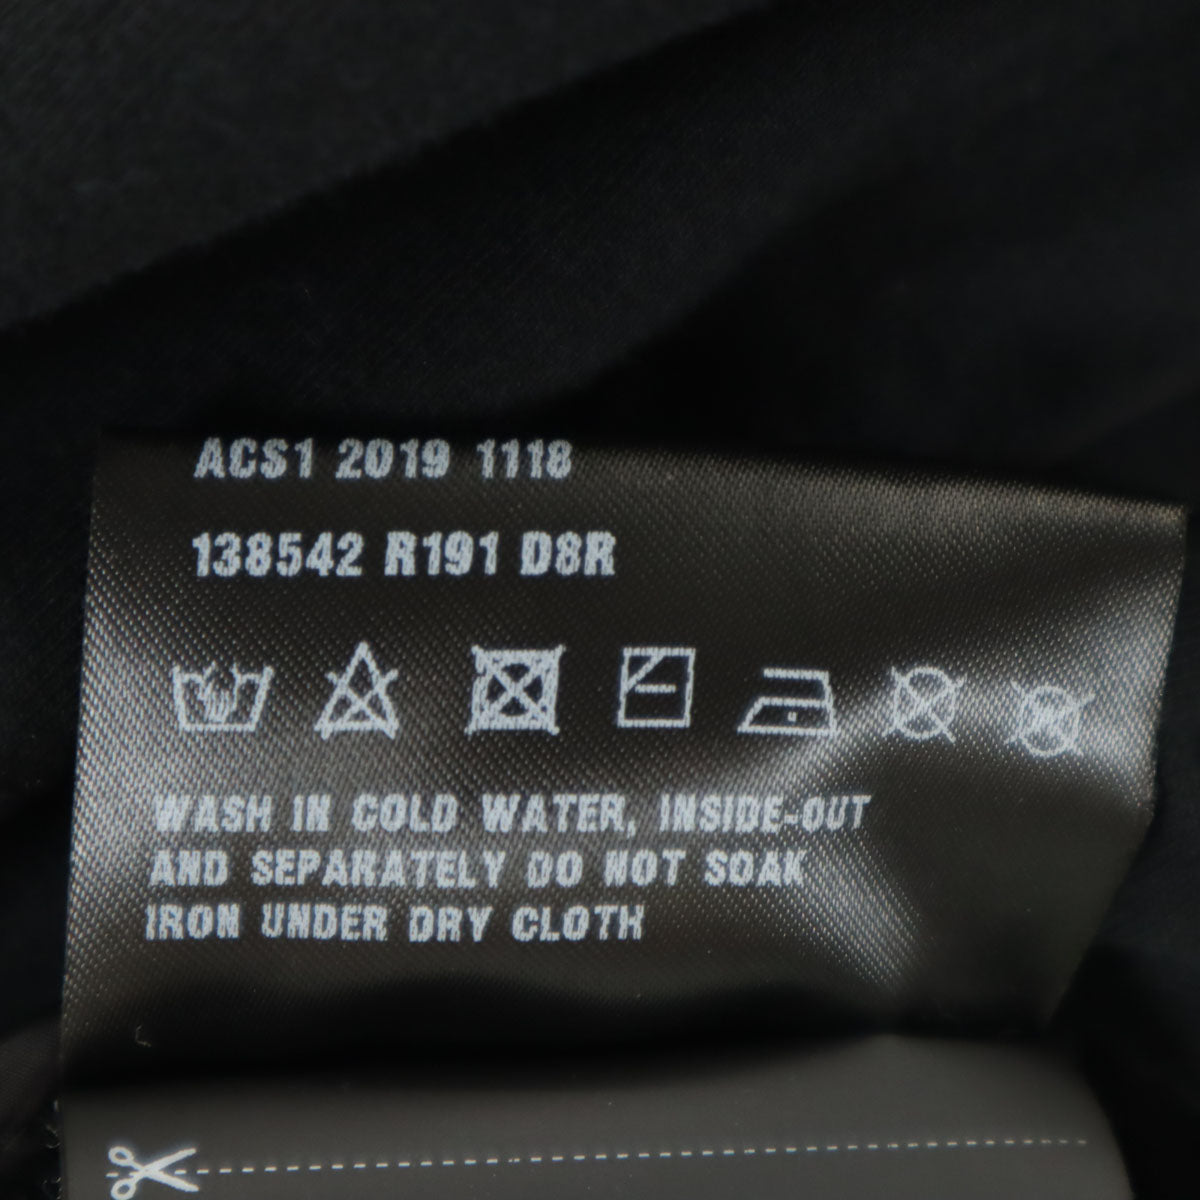 ACS1 2019 1118
138542 R191 D8R
WASH IN COLD WATER, INSIDE-OUT
AND SEPARATELY DO NOT SOAK
IRON UNDER DRY CLOTH